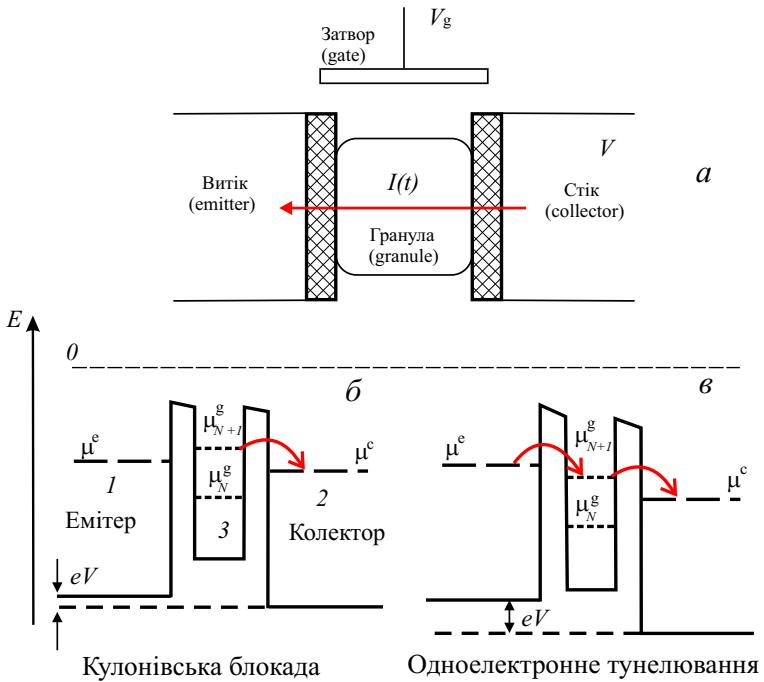 Затвор
(gate)
V_g
Витік
(emitter)
I(t)
Гранула
(granule)
V
Стік
(collector)
а
E
0
б
в
μ^e
μ^g_{N+1}
μ^g_N
μ^c
1
2
3
Емітер
Колектор
eV
μ^e
μ^g_{N+1}
μ^g_N
μ^c
eV
Кулонівська блокада
Одноелектронне тунелювання